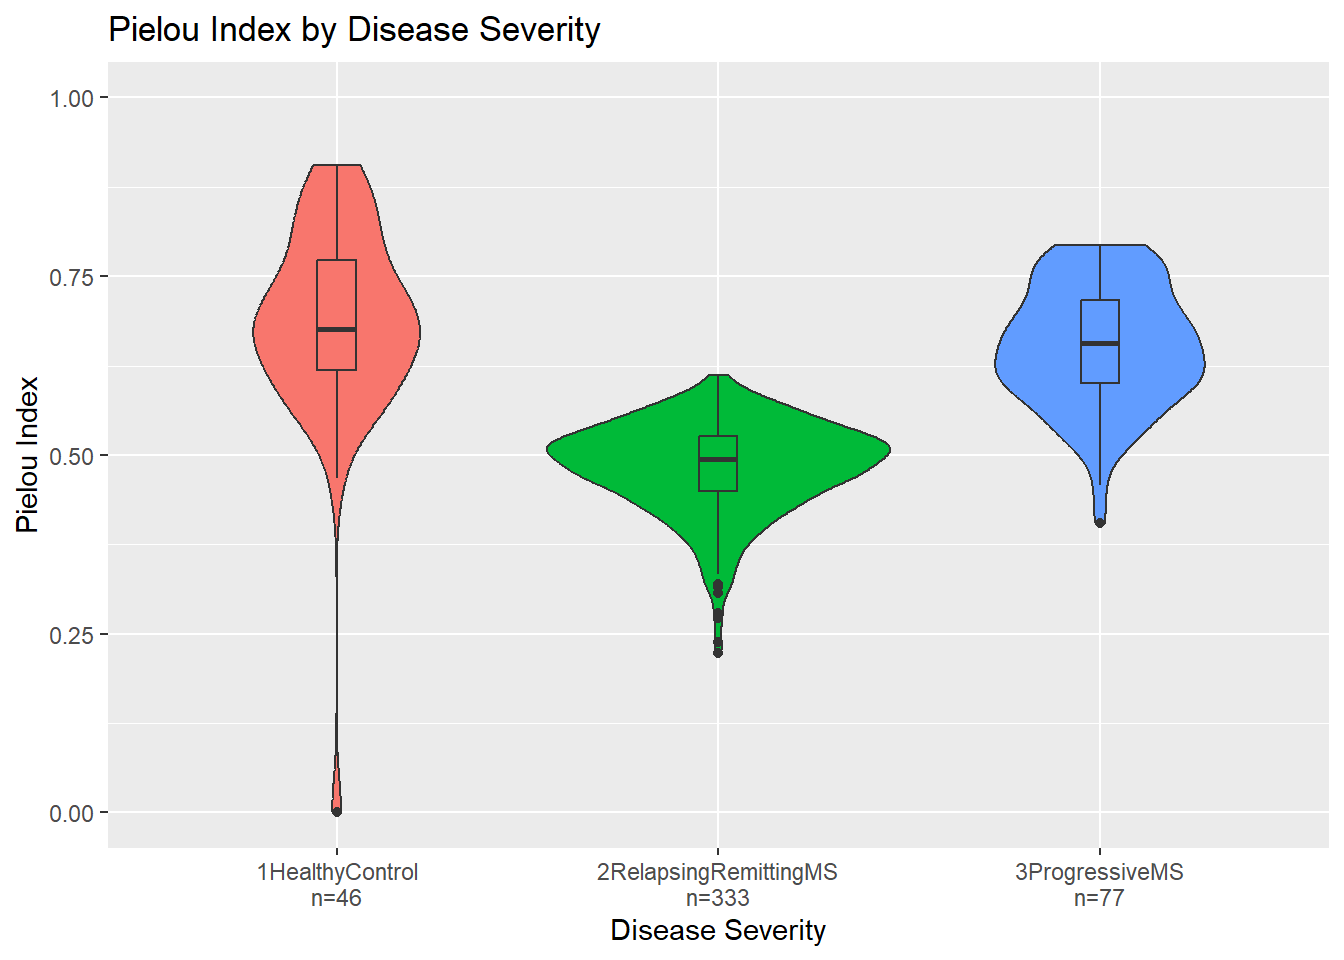 Pielou Index by Disease Severity
Pielou Index
1.00
0.75
0.50
0.25
0.00
1HealthyControl
n=46
2RelapsingRemittingMS
n=333
3ProgressiveMS
n=77
Disease Severity